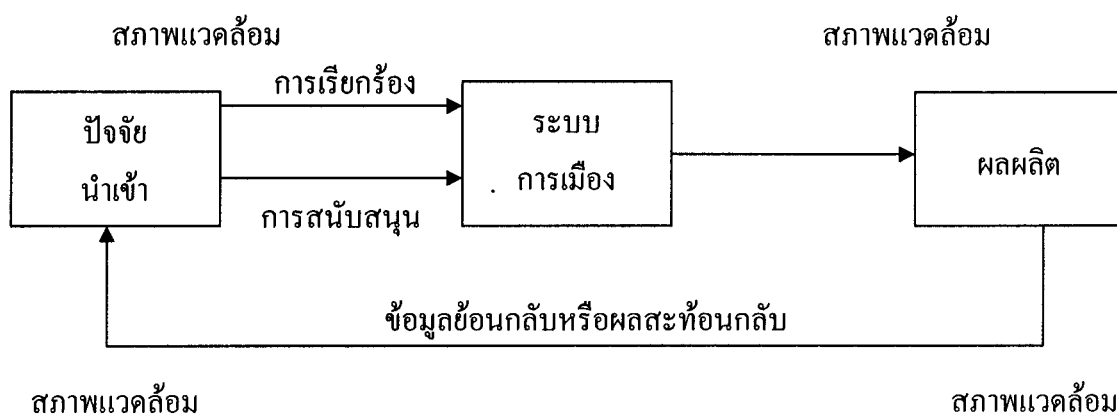 สภาพแวดล้อม
สภาพแวดล้อม
การเรียกร้อง
ปัจจัย
นำเข้า
การสนับสนุน
ระบบ
การเมือง
ผลผลิต
ข้อมูลย้อนกลับหรือผลสะท้อนกลับ
สภาพแวดล้อม
สภาพแวดล้อม